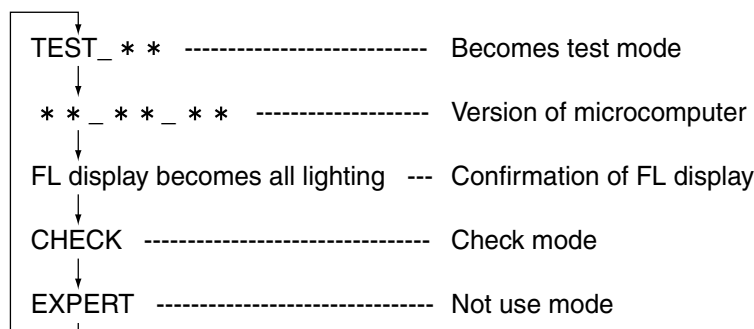 TEST_ * * --------------------------- Becomes test mode
* * _ * * _ * * ------------------- Version of microcomputer
FL display becomes all lighting --- Confirmation of FL display
CHECK -------------------------------- Check mode
EXPERT ------------------------------ Not use mode